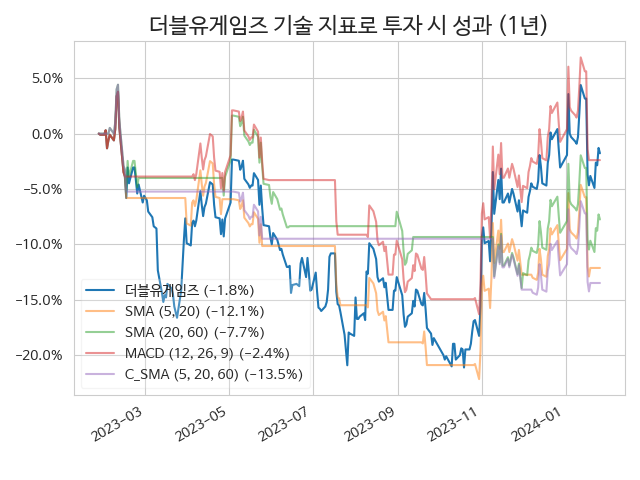 더블유게임즈 기술 지표로 투자 시 성과 (1년)
5.0%
0.0%
−5.0%
−10.0%
−15.0%
−20.0%
더블유게임즈 (−1.8%)
SMA (5, 20) (−12.1%)
SMA (20, 60) (−7.7%)
MACD (12, 26, 9) (−2.4%)
C_SMA (5, 20, 60) (−13.5%)
2023−03
2023−05
2023−07
2023−09
2023−11
2024−01